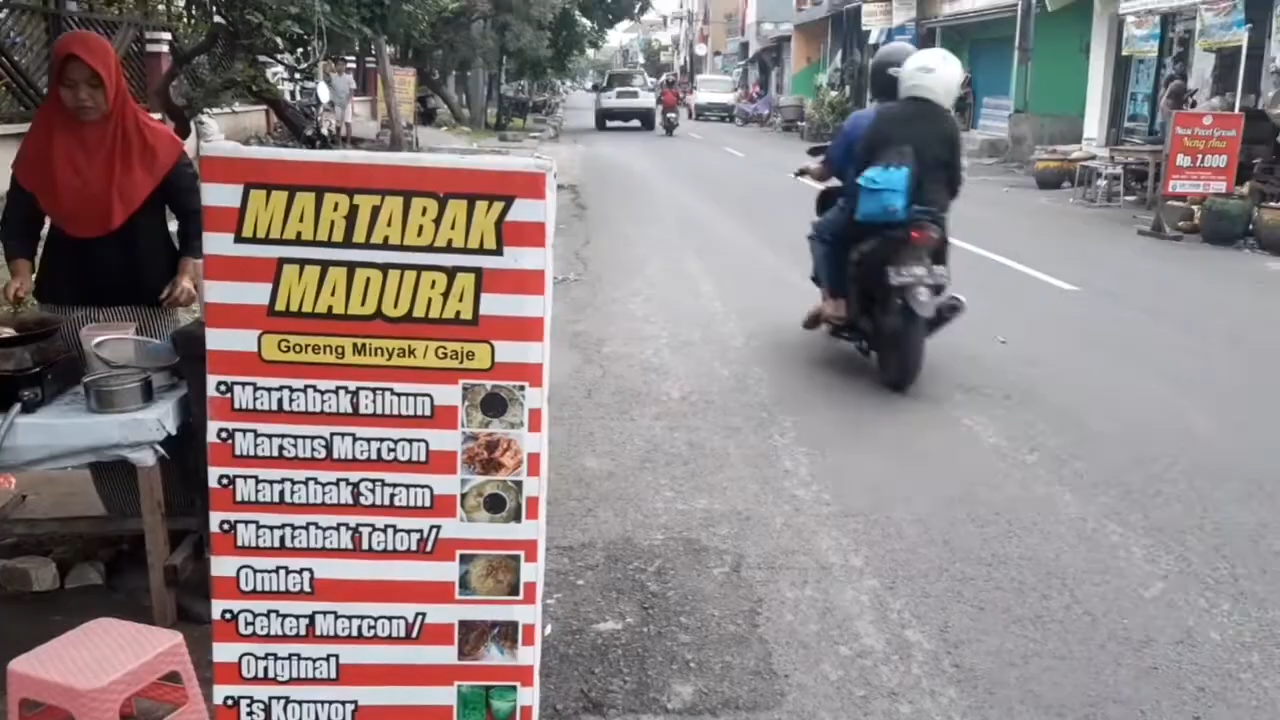 MARTABAK
MADURA
Goreng Minyak / Gaje
*Martabak Bihun
*Marsus Mercon
*Martabak Siram
*Martabak Telor /
Omlet
*Ceker Mercon /
Original
*Es Kopyor
Nasi Pecel Gresik
Neng Ana
Rp. 7.000